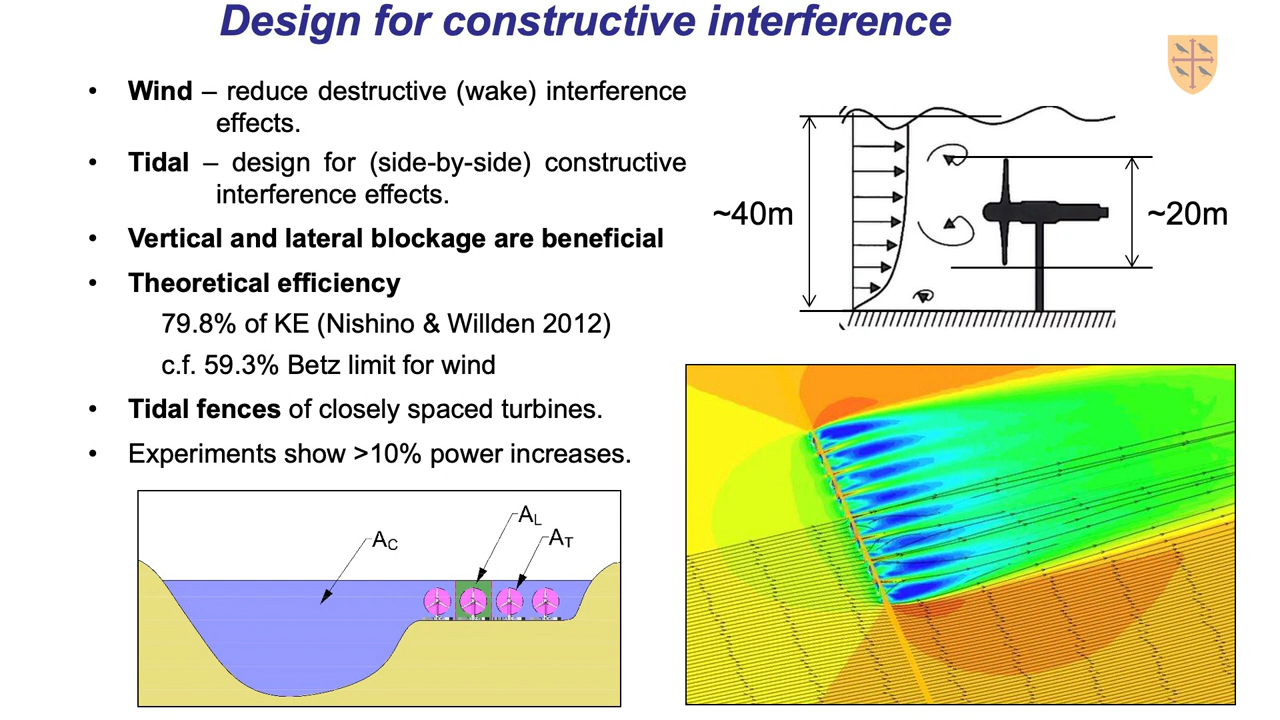 Design for constructive interference
• Wind – reduce destructive (wake) interference
effects.
• Tidal – design for (side-by-side) constructive
interference effects.
• Vertical and lateral blockage are beneficial
• Theoretical efficiency
79.8% of KE (Nishino & Willden 2012)
c.f. 59.3% Betz limit for wind
• Tidal fences of closely spaced turbines.
• Experiments show >10% power increases.
~40m
~20m
AL
AC
AT